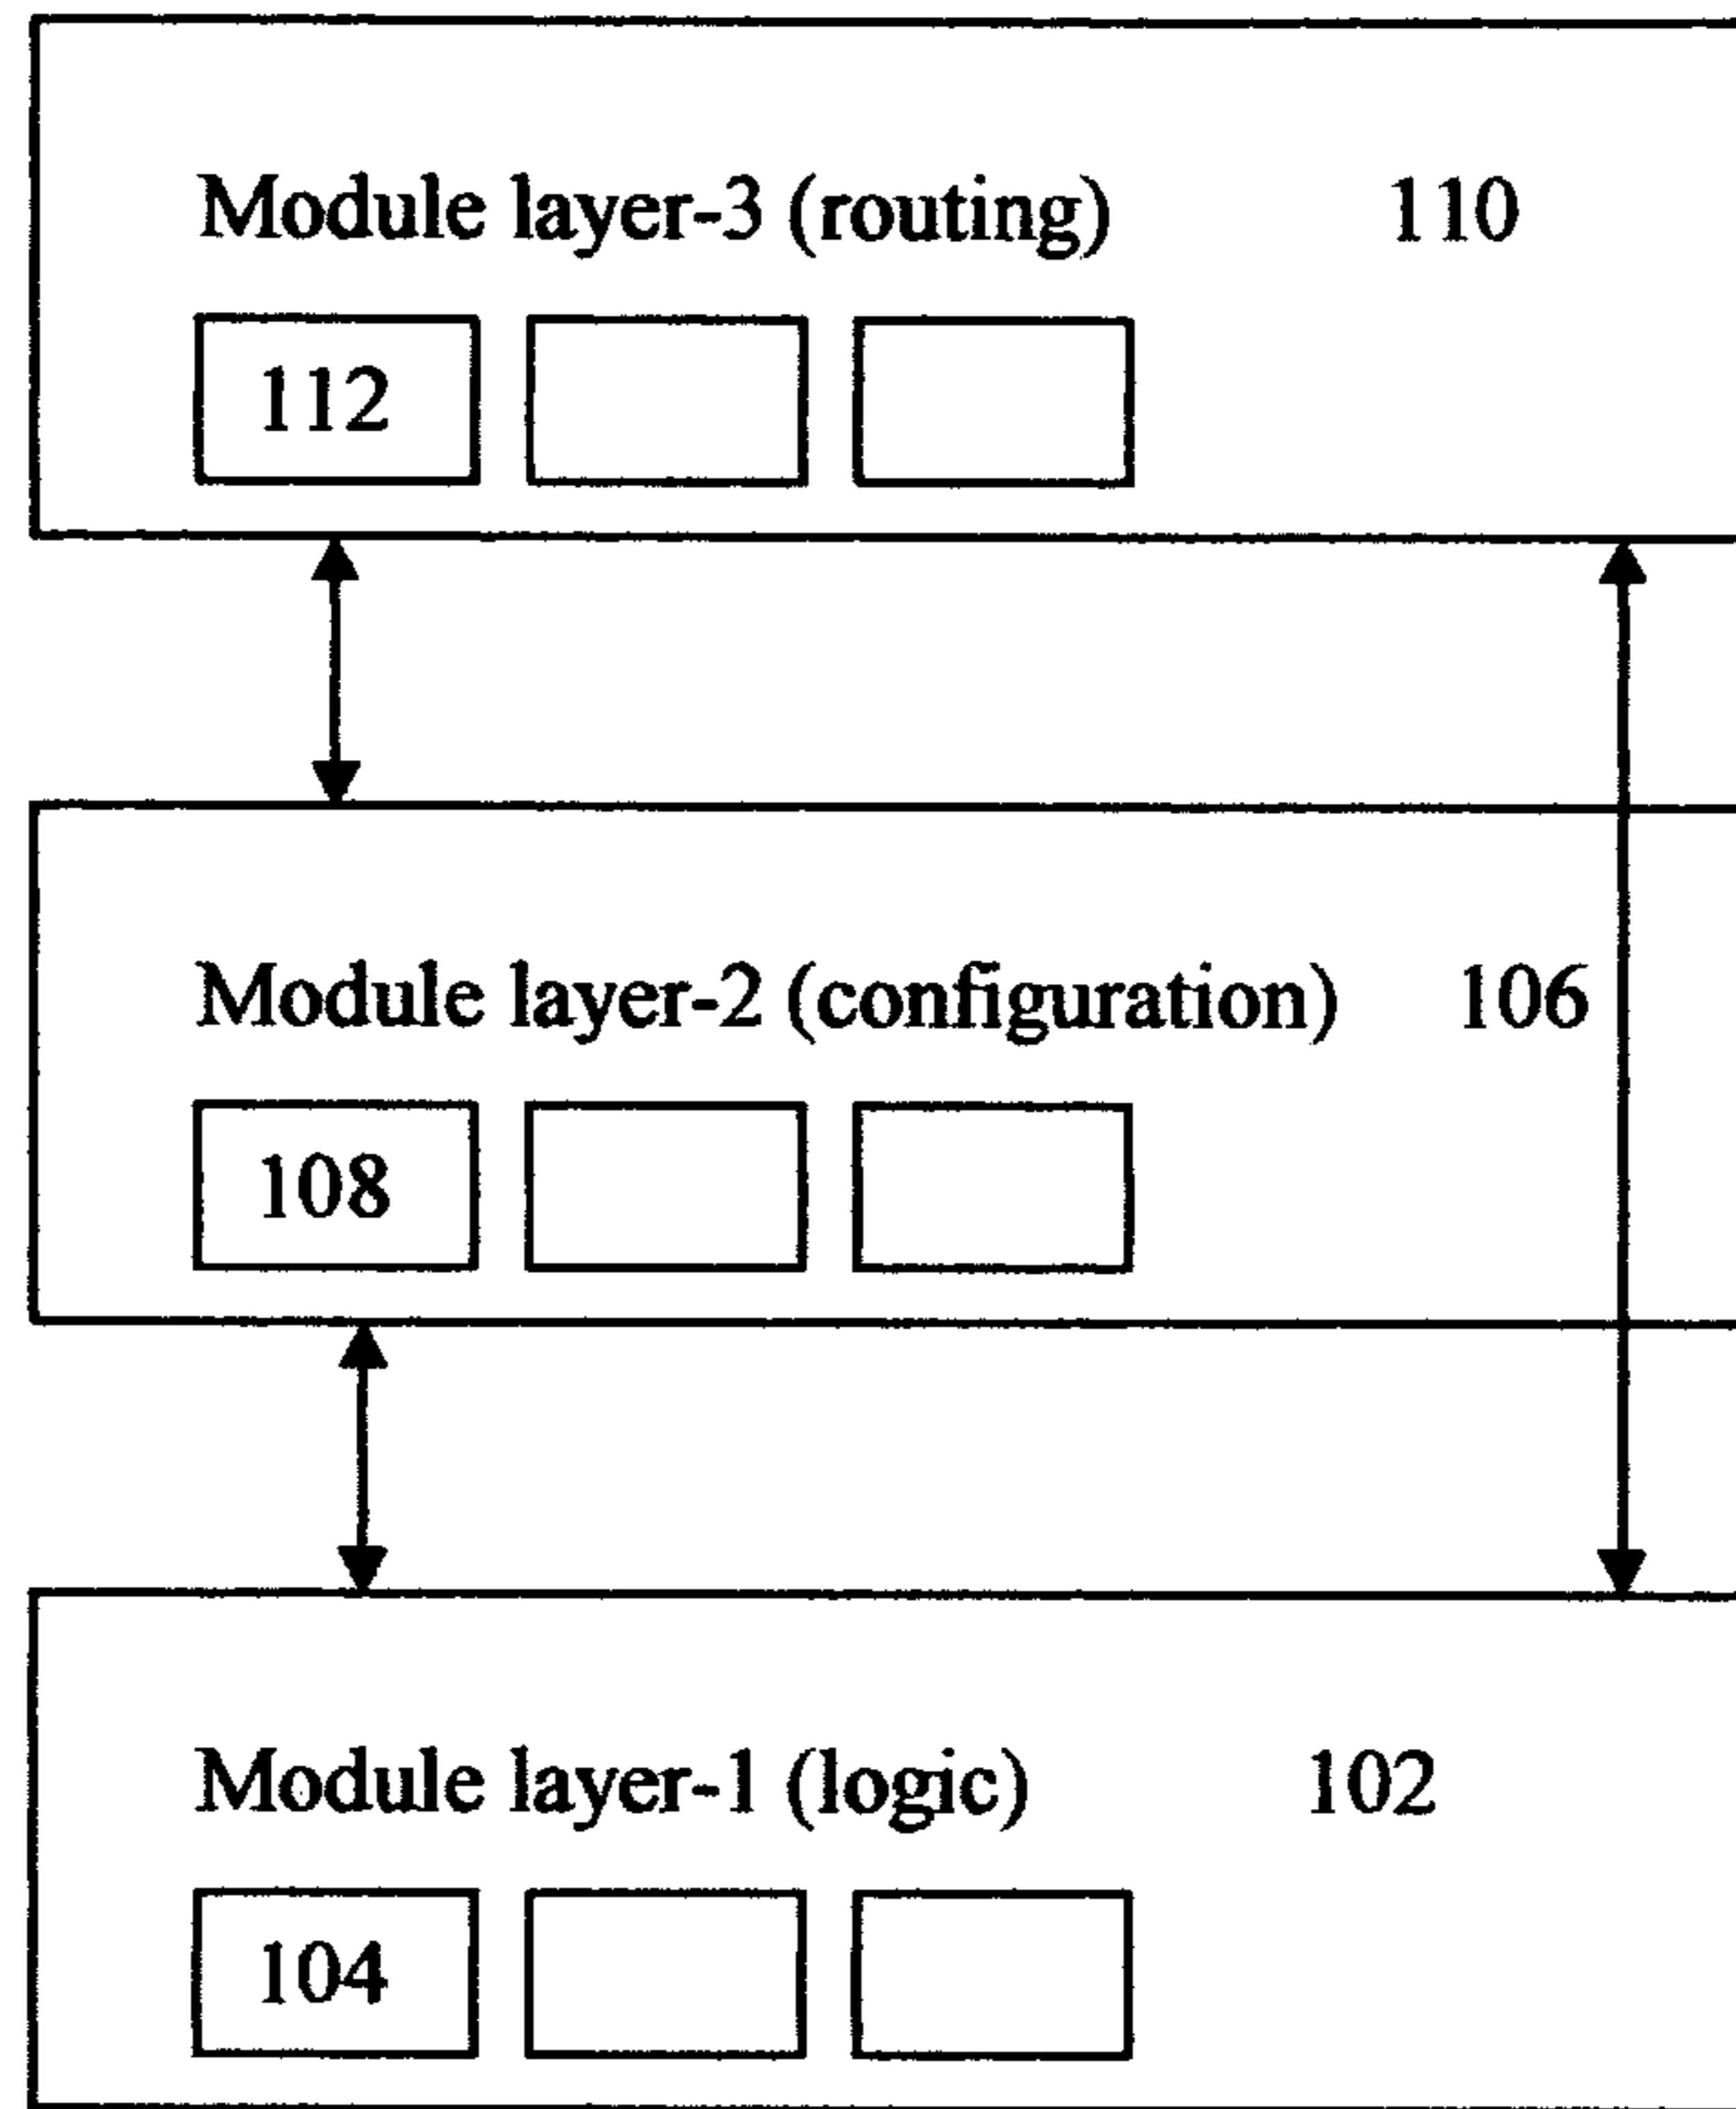 Module layer-3 (routing) 110
112
Module layer-2 (configuration) 106
108
Module layer-1 (logic) 102
104